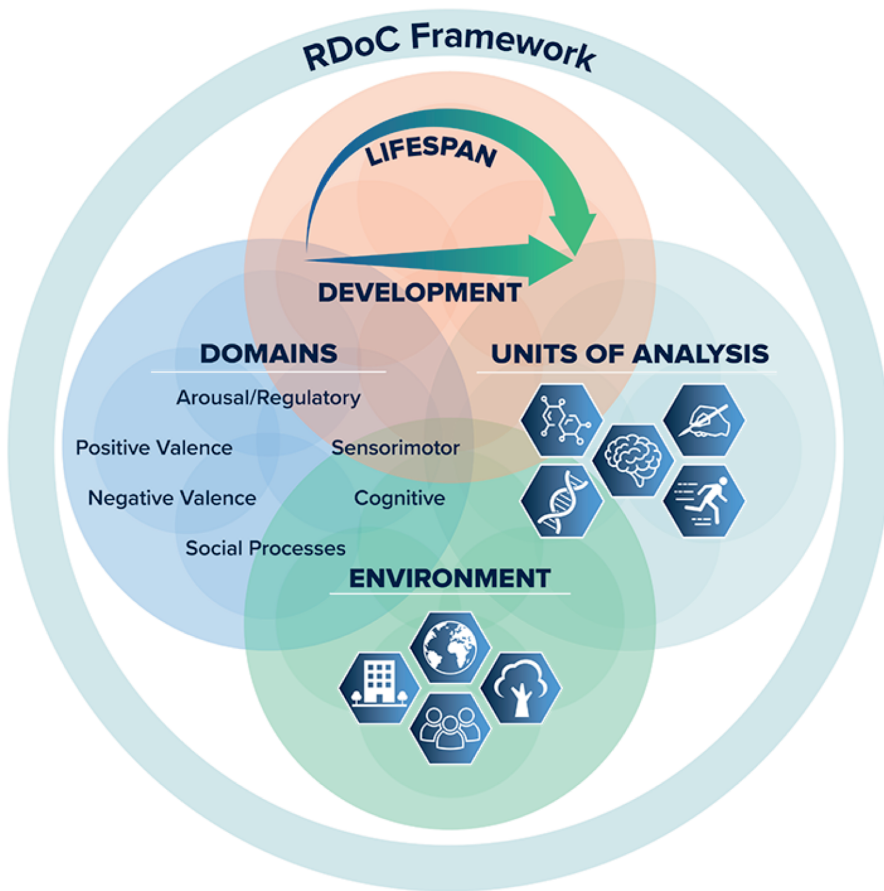 RDoC Framework
LIFESPAN
DEVELOPMENT
DOMAINS
Arousal/Regulatory
Positive Valence
Sensorimotor
Negative Valence
Cognitive
Social Processes
UNITS OF ANALYSIS
ENVIRONMENT